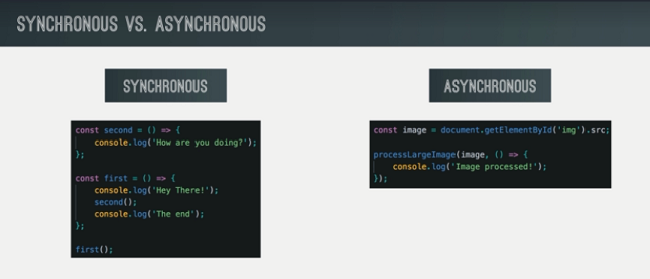 SYNCHRONOUS VS. ASYNCHRONOUS
SYNCHRONOUS
const second = () => {
console.log('How are you doing?');
};
const first = () => {
console.log('Hey There!');
second();
console.log('The end');
};
first();
ASYNCHRONOUS
const image = document.getElementById('img').src;
processLargeImage(image, () => {
console.log('Image processed!');
});